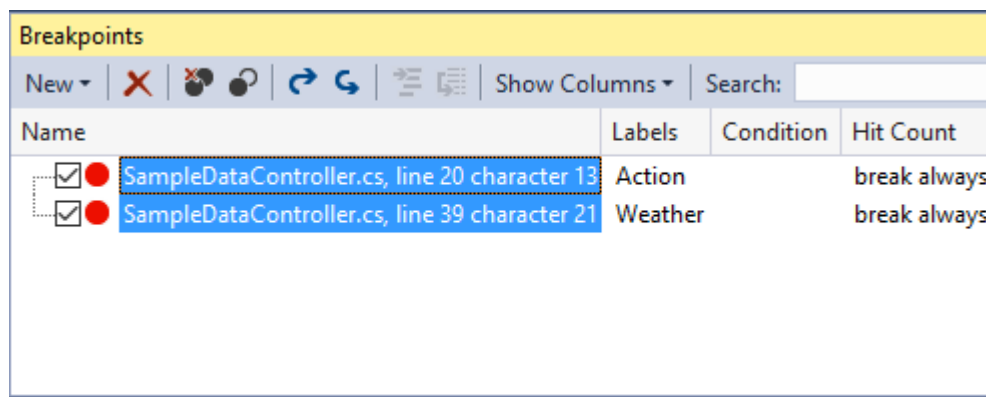 Breakpoints
New Show Columns Search:
Name Labels Condition Hit Count
SampleDataController.cs, line 20 character 13 Action break always
SampleDataController.cs, line 39 character 21 Weather break always